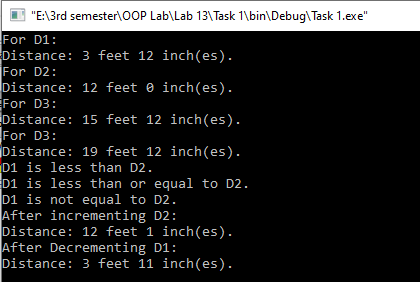 "E:\3rd semester\OOP Lab\Lab 13\Task 1\bin\Debug\Task 1.exe"
For D1:
Distance: 3 feet 12 inch(es).
For D2:
Distance: 12 feet 0 inch(es).
For D3:
Distance: 15 feet 12 inch(es).
For D3:
Distance: 19 feet 12 inch(es).
D1 is less than D2.
D1 is less than or equal to D2.
D1 is not equal to D2.
After incrementing D2:
Distance: 12 feet 1 inch(es).
After Decrementing D1:
Distance: 3 feet 11 inch(es).